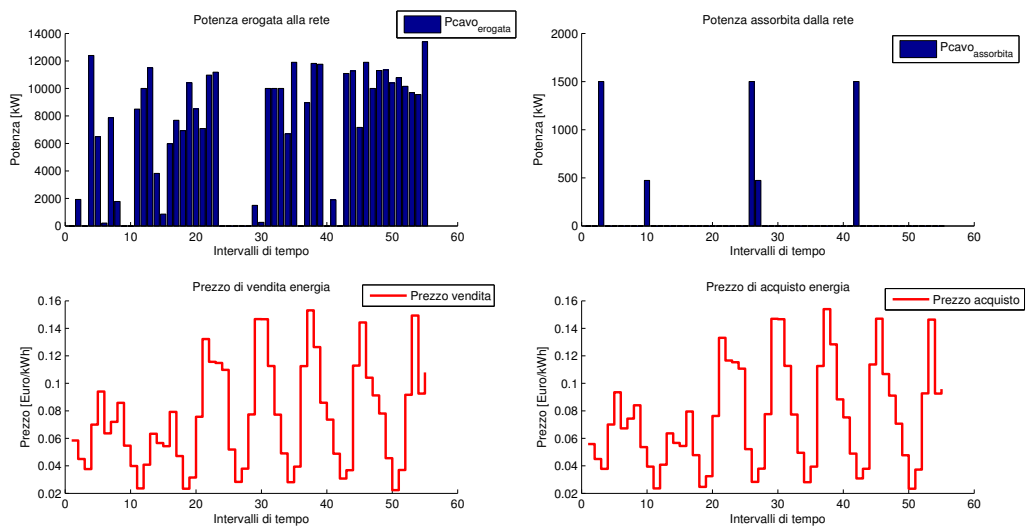 Potenza erogata alla rete
Pcavo_erogata
Potenza [kW]
14000
12000
10000
8000
6000
4000
2000
0
0 10 20 30 40 50 60
Intervalli di tempo
Potenza assorbita dalla rete
Pcavo_assorbita
Potenza [kW]
2000
1500
1000
500
0
0 10 20 30 40 50 60
Intervalli di tempo
Prezzo di vendita energia
Prezzo vendita
Prezzo [Euro/kWh]
0.16
0.14
0.12
0.1
0.08
0.06
0.04
0.02
0 10 20 30 40 50 60
Intervalli di tempo
Prezzo di acquisto energia
Prezzo acquisto
Prezzo [Euro/kWh]
0.16
0.14
0.12
0.1
0.08
0.06
0.04
0.02
0 10 20 30 40 50 60
Intervalli di tempo